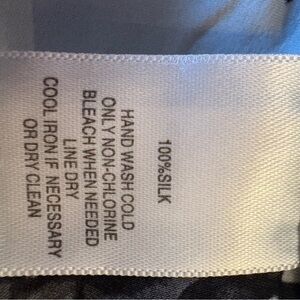 100%SILK
HAND WASH COLD
ONLY NON-CHLORINE
BLEACH WHEN NEEDED
LINE DRY
COOL IRON IF NECESSARY
OR DRY CLEAN